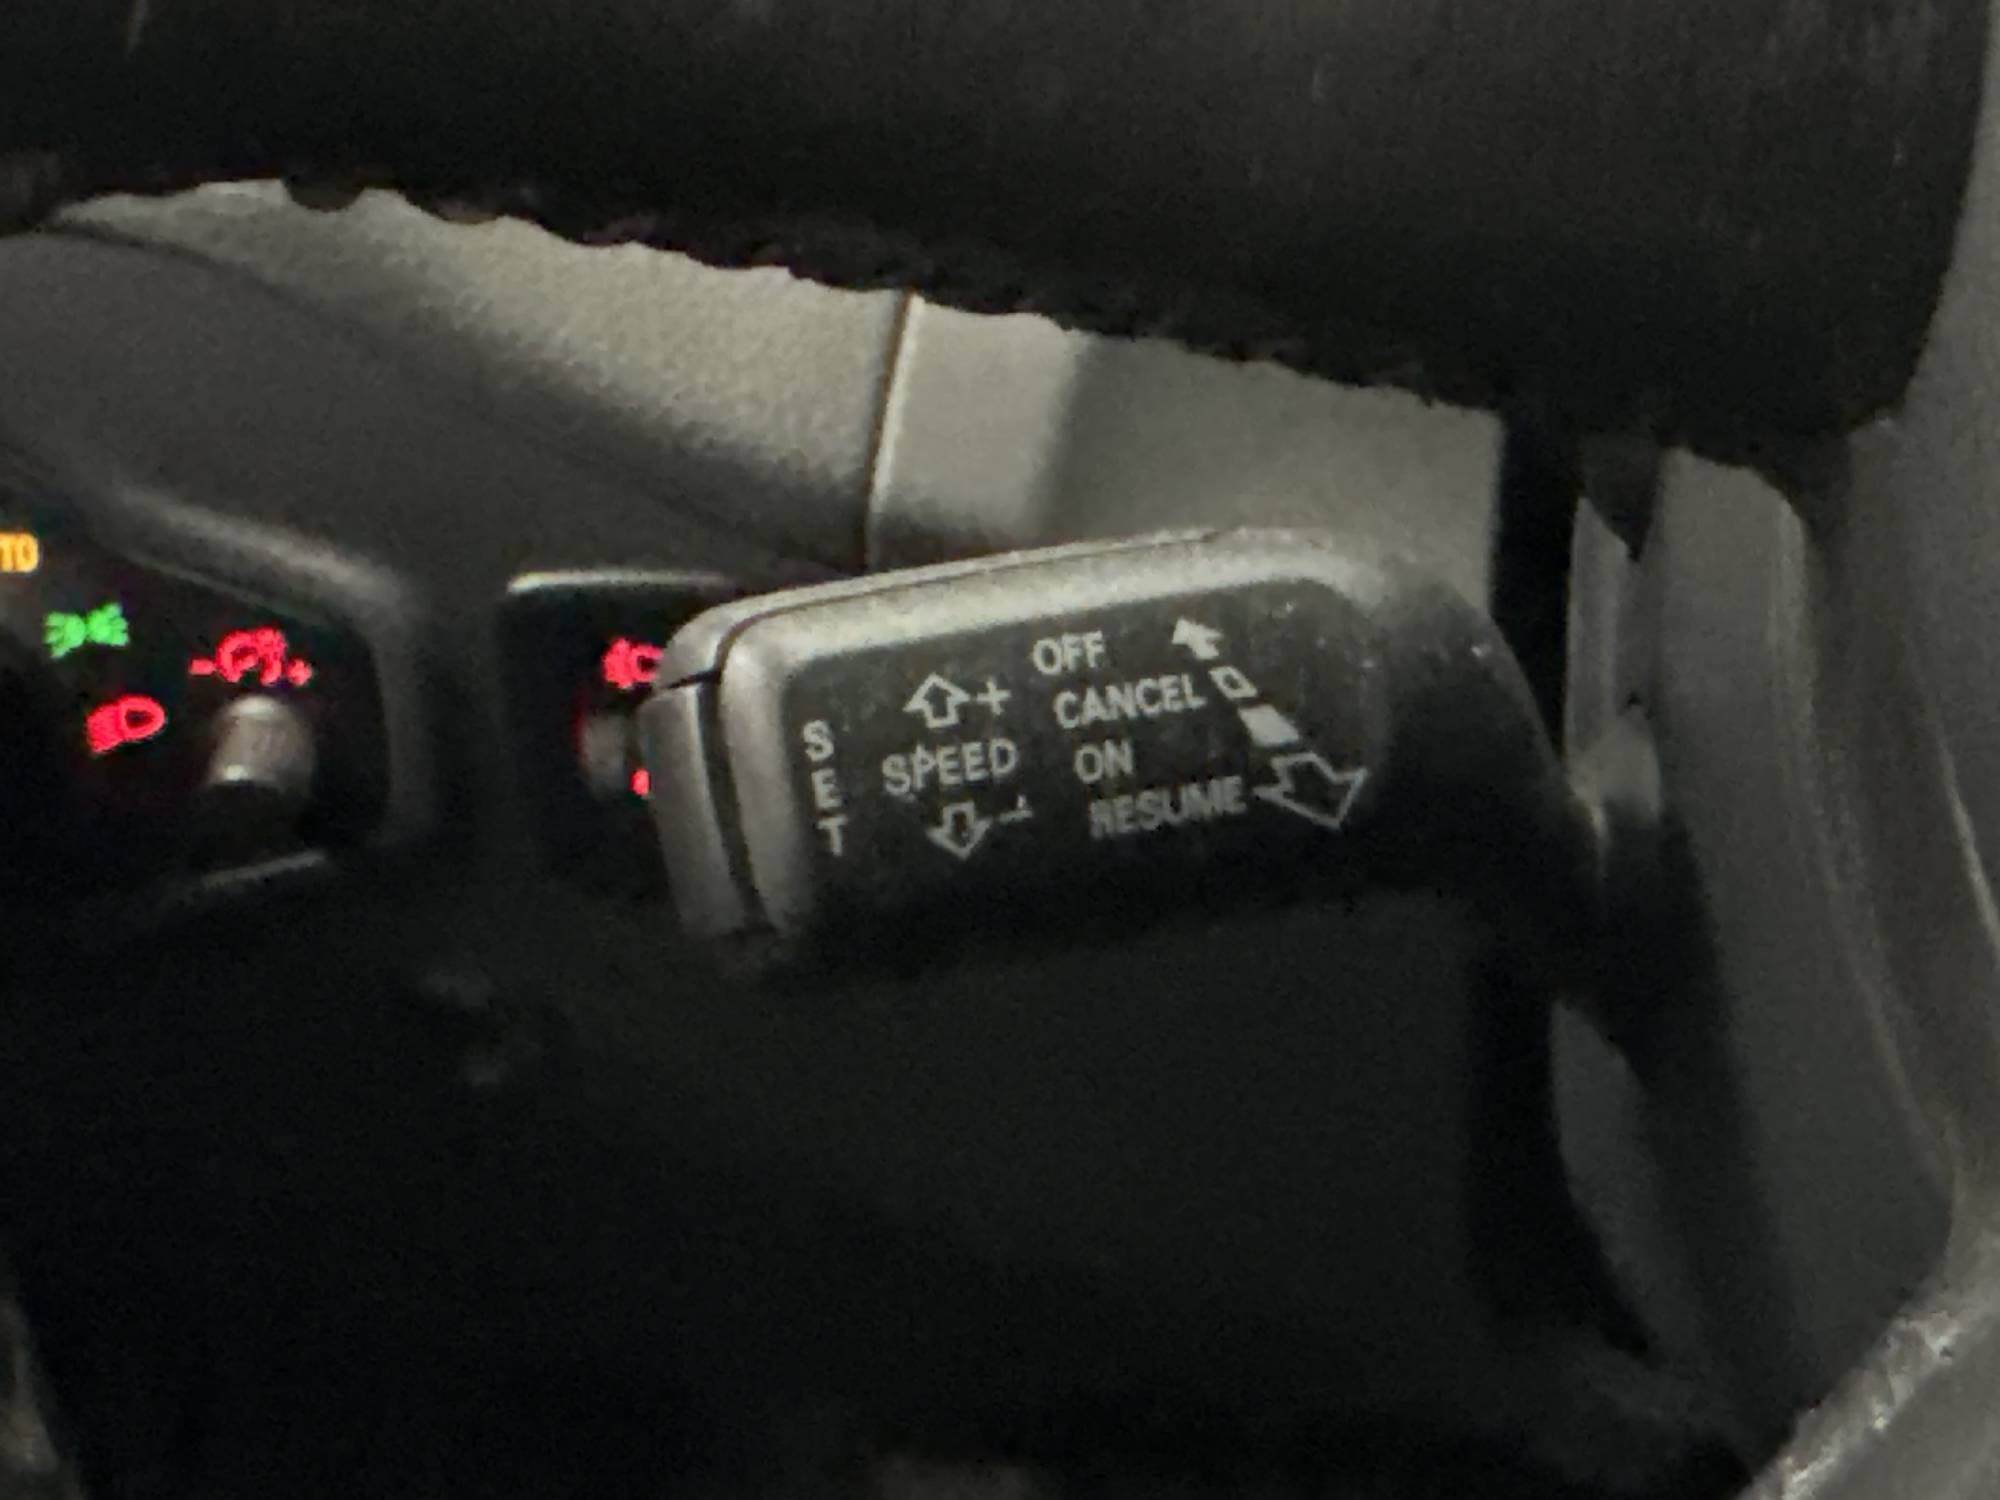 OFF
CANCEL
+
SPEED
-
ON
RESUME
SET